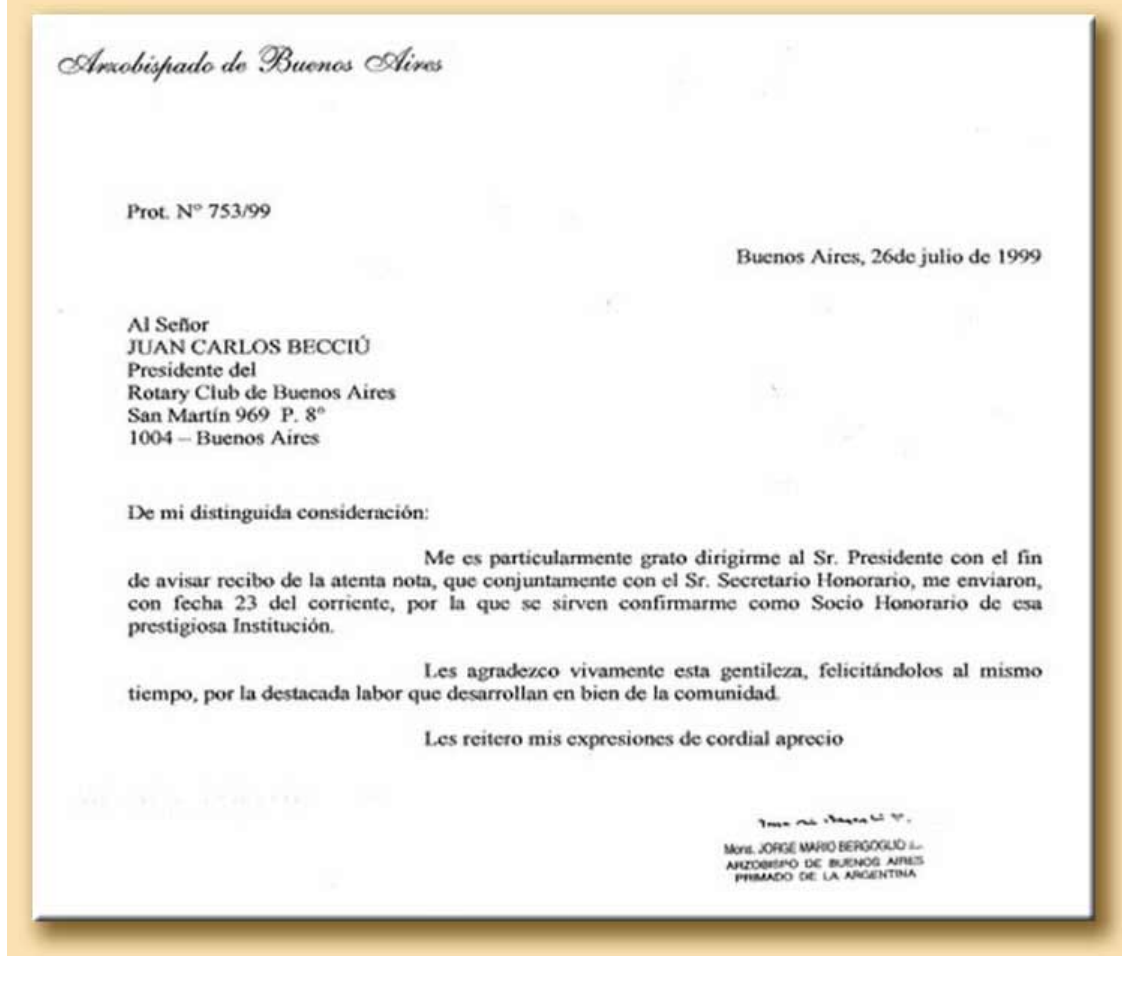 Arzobispado de Buenos Aires
Prot. N° 753/99
Buenos Aires, 26de julio de 1999
Al Señor
JUAN CARLOS BECCIÚ
Presidente del
Rotary Club de Buenos Aires
San Martín 969 P. 8°
1004 – Buenos Aires
De mi distinguida consideración:
Me es particularmente grato dirigirme al Sr. Presidente con el fin
de avisar recibo de la atenta nota, que conjuntamente con el Sr. Secretario Honorario, me enviaron,
con fecha 23 del corriente, por la que se sirven confirmarme como Socio Honorario de esa
prestigiosa Institución.
Les agradezco vivamente esta gentileza, felicitándolos al mismo
tiempo, por la destacada labor que desarrollan en bien de la comunidad.
Les reitero mis expresiones de cordial aprecio
Mons. JORGE MARIO BERGOGLIO
ARZOBISPO DE BUENOS AIRES
PRIMADO DE LA ARGENTINA